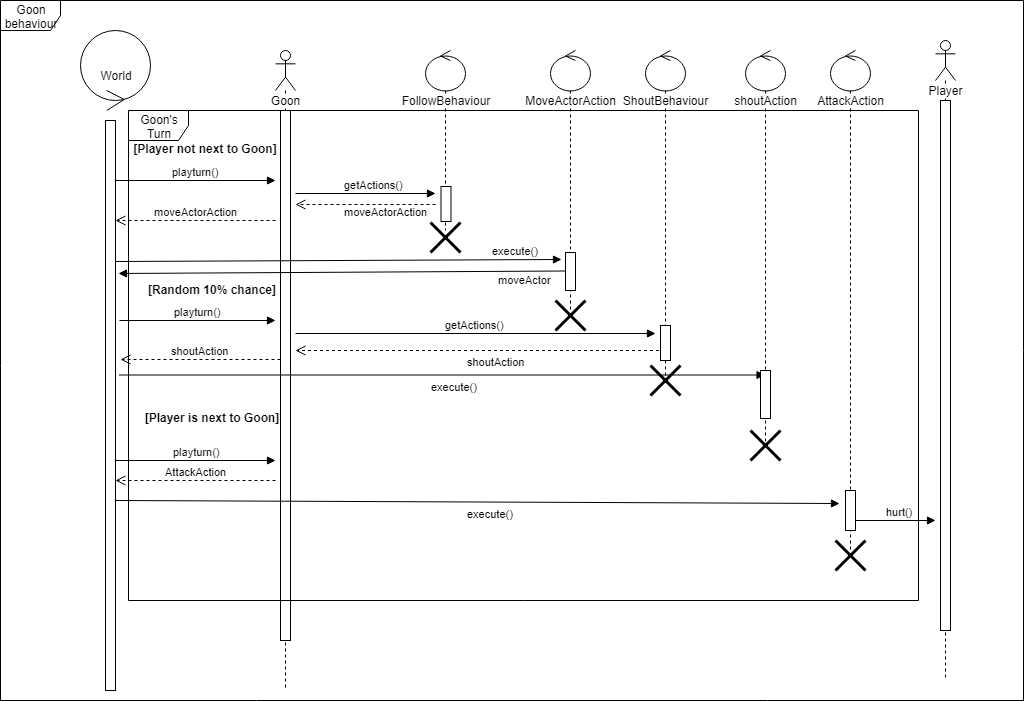 Goon
behaviour
World
Goon
FollowBehaviour
MoveActorAction
ShoutBehaviour
shoutAction
AttackAction
Player
Goon's
Turn
[Player not next to Goon]
playturn()
getActions()
moveActorAction
moveActorAction
execute()
moveActor
[Random 10% chance]
playturn()
getActions()
shoutAction
shoutAction
execute()
[Player is next to Goon]
playturn()
AttackAction
execute()
hurt()